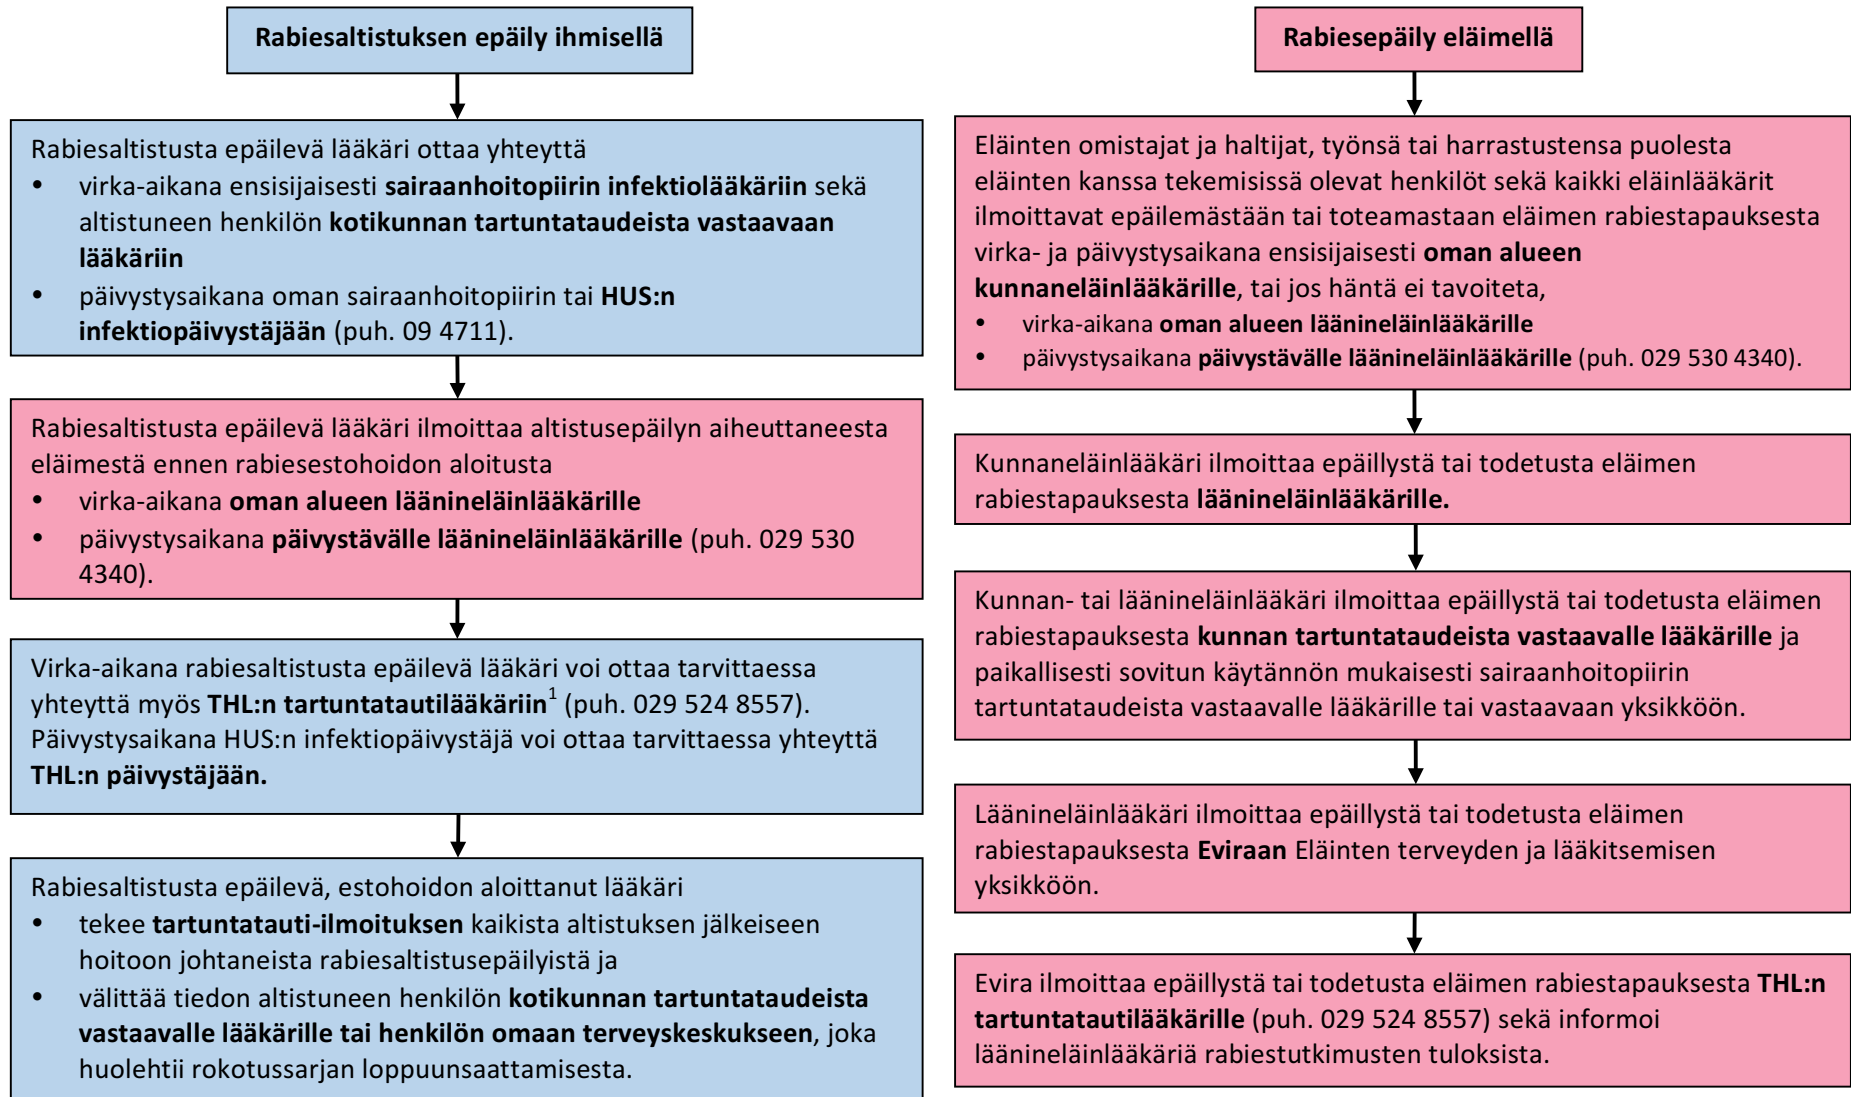 Rabiesaltistuksen epäily ihmisellä
Rabiesaltistusta epäilevä lääkäri ottaa yhteyttä
• virka-aikana ensisijaisesti sairaanhoitopiirin infektiolääkäriin sekä
altistuneen henkilön kotikunnan tartuntataudeista vastaavaan
lääkäriin
• päivystysaikana oman sairaanhoitopiirin tai HUS:n
infektiopäivystäjään (puh. 09 4711).
Rabiesaltistusta epäilevä lääkäri ilmoittaa altistusepäilyn aiheuttaneesta
eläimestä ennen rabiesestohoidon aloitusta
• virka-aikana oman alueen läänineläinlääkärille
• päivystysaikana päivystävälle läänineläinlääkärille (puh. 029 530
4340).
Virka-aikana rabiesaltistusta epäilevä lääkäri voi ottaa tarvittaessa
yhteyttä myös THL:n tartuntatautilääkäriin¹ (puh. 029 524 8557).
Päivystysaikana HUS:n infektiopäivystäjä voi ottaa tarvittaessa yhteyttä
THL:n päivystäjään.
Rabiesaltistusta epäilevä, estohoidon aloittanut lääkäri
• tekee tartuntatauti-ilmoituksen kaikista altistuksen jälkeiseen
hoitoon johtaneista rabiesaltistusepäilyistä ja
• välittää tiedon altistuneen henkilön kotikunnan tartuntataudeista
vastaavalle lääkärille tai henkilön omaan terveyskeskukseen, joka
huolehtii rokotussarjan loppuunsaattamisesta.
Rabiesepäily eläimellä
Eläinten omistajat ja haltijat, työnsä tai harrastustensa puolesta
eläinten kanssa tekemisissä olevat henkilöt sekä kaikki eläinlääkärit
ilmoittavat epäilemästään tai toteamastaan eläimen rabiestapauksesta
virka- ja päivystysaikana ensisijaisesti oman alueen
kunnaneläinlääkärille, tai jos häntä ei tavoiteta,
• virka-aikana oman alueen läänineläinlääkärille
• päivystysaikana päivystävälle läänineläinlääkärille (puh. 029 530 4340).
Kunnaneläinlääkäri ilmoittaa epäillystä tai todetusta eläimen
rabiestapauksesta läänineläinlääkärille.
Kunnan- tai läänineläinlääkäri ilmoittaa epäillystä tai todetusta eläimen
rabiestapauksesta kunnan tartuntataudeista vastaavalle lääkärille ja
paikallisesti sovitun käytännön mukaisesti sairaanhoitopiirin
tartuntataudeista vastaavalle lääkärille tai vastaavaan yksikköön.
Läänineläinlääkäri ilmoittaa epäillystä tai todetusta eläimen
rabiestapauksesta Eviraan Eläinten terveyden ja lääkitsemisen
yksikköön.
Evira ilmoittaa epäillystä tai todetusta eläimen rabiestapauksesta THL:n
tartuntatautilääkärille (puh. 029 524 8557) sekä informoi
läänineläinlääkäriä rabiestutkimusten tuloksista.